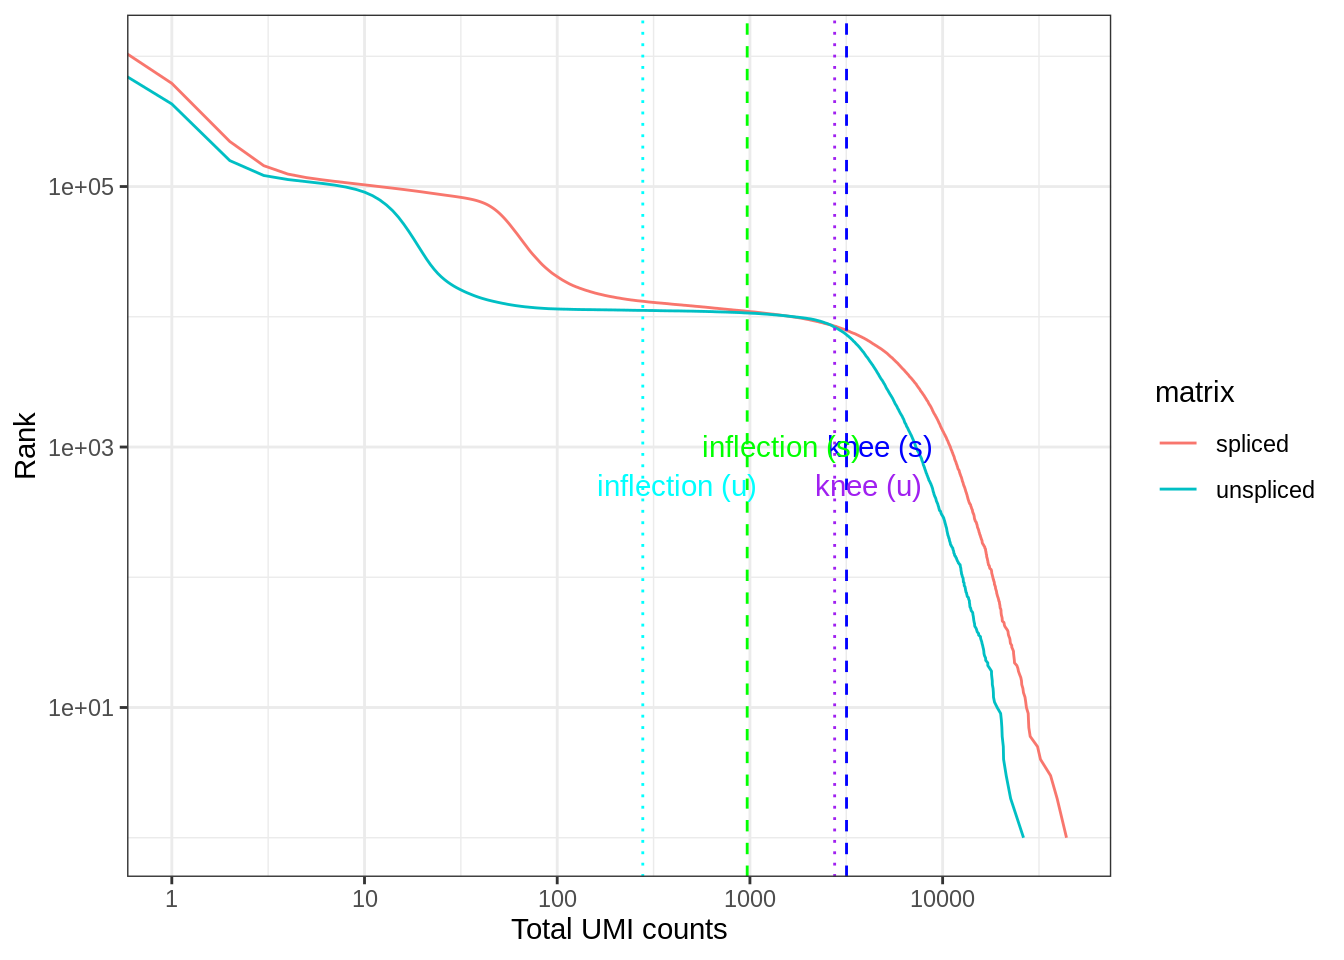 1e+05
1e+03
1e+01
Rank
inflection (s)
knee (s)
inflection (u)
knee (u)
1
10
100
1000
10000
Total UMI counts
matrix
spliced
unspliced